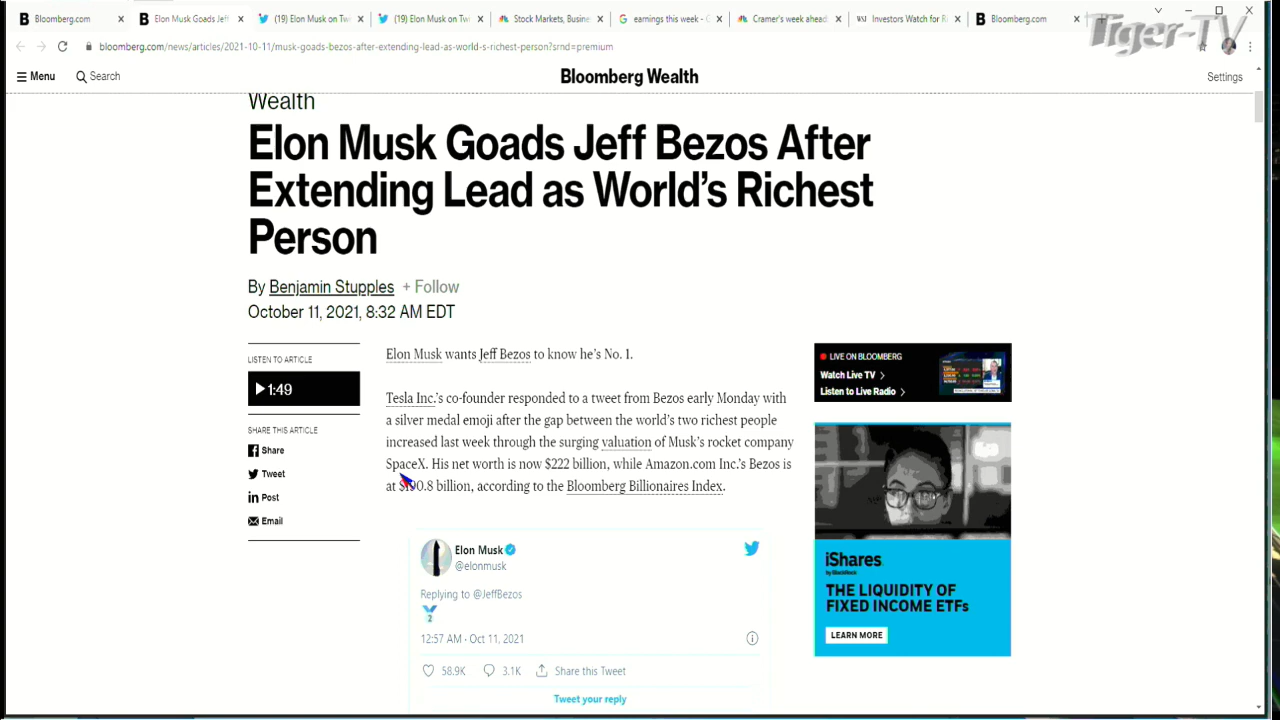 Bloomberg.com
Elon Musk Goads Jeff
(19) Elon Musk on Tw
(19) Elon Musk on Tw
Stock Markets, Busine
earnings this week -
Cramer's week ahead
WSJ Investors Watch for R
Bloomberg.com
Tiger-TV
bloomberg.com/news/articles/2021-10-11/musk-goads-bezos-after-extending-lead-as-world-s-richest-person?srnd=premium
Menu
Search
Bloomberg Wealth
Settings
Wealth
Elon Musk Goads Jeff Bezos After
Extending Lead as World's Richest
Person
By Benjamin Stupples + Follow
October 11, 2021, 8:32 AM EDT
LISTEN TO ARTICLE
1:49
SHARE THIS ARTICLE
Share
Tweet
in Post
Email
Elon Musk wants Jeff Bezos to know he's No. 1.
Tesla Inc.'s co-founder responded to a tweet from Bezos early Monday with
a silver medal emoji after the gap between the world's two richest people
increased last week through the surging valuation of Musk's rocket company
SpaceX. His net worth is now $222 billion, while Amazon.com Inc.'s Bezos is
at $190.8 billion, according to the Bloomberg Billionaires Index.
Elon Musk
@elonmusk
Replying to @JeffBezos
2
12:57 AM · Oct 11, 2021
58.9K
3.1K
Share this Tweet
Tweet your reply
LIVE ON BLOOMBERG
Watch Live TV
Listen to Live Radio
iShares.
by BlackRock
THE LIQUIDITY OF
FIXED INCOME ETFs
LEARN MORE